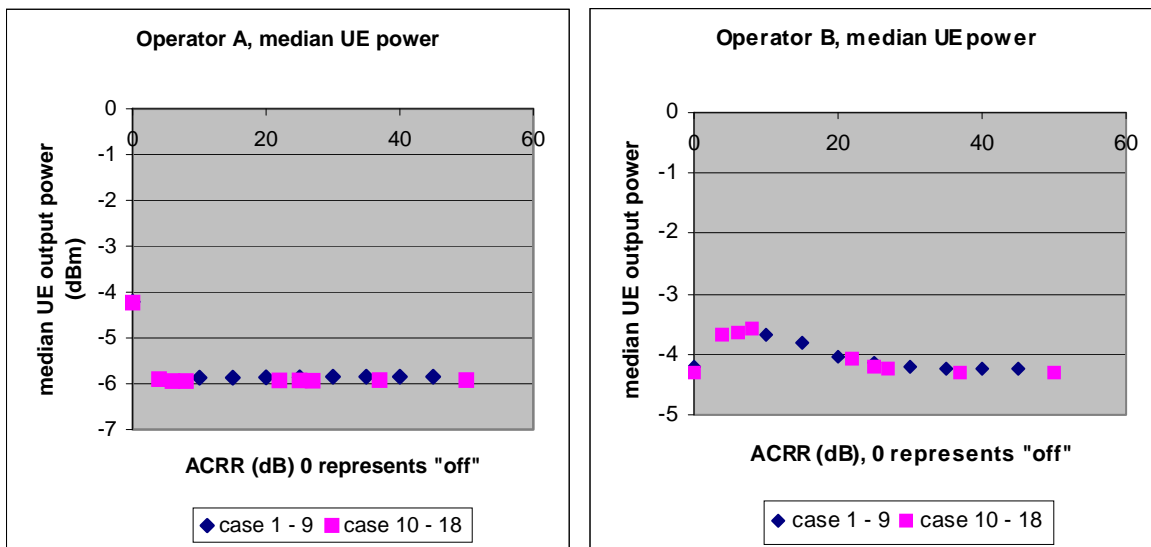 Operator A, median UE power
0
-1
-2
-3
-4
-5
-6
-7
0 20 40 60
median UE output power
(dBm)
ACRR (dB) 0 represents "off"
case 1 - 9 case 10 - 18
Operator B, median UE power
0
-1
-2
-3
-4
-5
0 20 40 60
median UE output power
(dBm)
ACRR (dB), 0 represents "off"
case 1 - 9 case 10 - 18